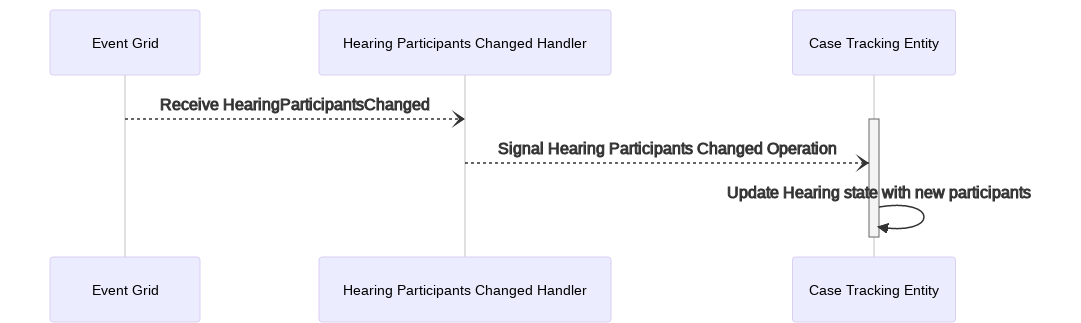 Event Grid
Hearing Participants Changed Handler
Case Tracking Entity
Receive HearingParticipantsChanged
Signal Hearing Participants Changed Operation
Update Hearing state with new participants
Event Grid
Hearing Participants Changed Handler
Case Tracking Entity